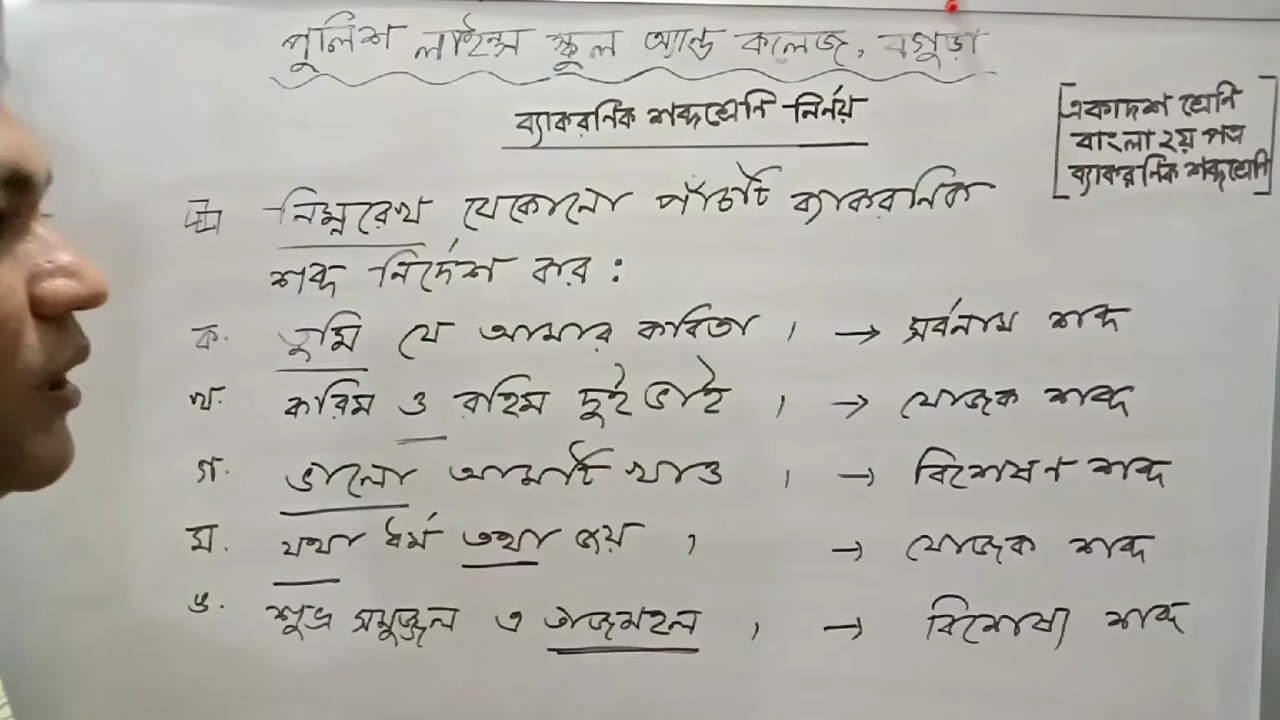 পুলিশ লাইন্স স্কুল অ্যান্ড কলেজ, বগুড়া
ব্যাকরণিক শব্দশ্রেণি নির্ণয়
একাদশ শ্রেণি
বাংলা ২য় পত্র
ব্যাকরণিক শব্দশ্রেণি
নিম্নরেখ যেকোনো পাঁচটি ব্যাকরণিক
শব্দ নির্দেশ কর :
ক. তুমি যে আমার কবিতা , → সর্বনাম শব্দ
খ. করিম ও রহিম দুই ভাই , → যোজক শব্দ
গ. ভালো আমটি খাও , → বিশেষণ শব্দ
ঘ. যথা ধর্ম তথা জয় , → যোজক শব্দ
ঙ. শুভ্র সমুজ্জ্বল এ তাজমহল , → বিশেষ্য শব্দ